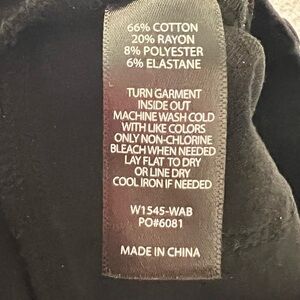 66% COTTON
20% RAYON
8% POLYESTER
6% ELASTANE
TURN GARMENT
INSIDE OUT
MACHINE WASH COLD
WITH LIKE COLORS
ONLY NON-CHLORINE
BLEACH WHEN NEEDED
LAY FLAT TO DRY
OR LINE DRY
COOL IRON IF NEEDED
W1545-WAB
PO#6081
MADE IN CHINA